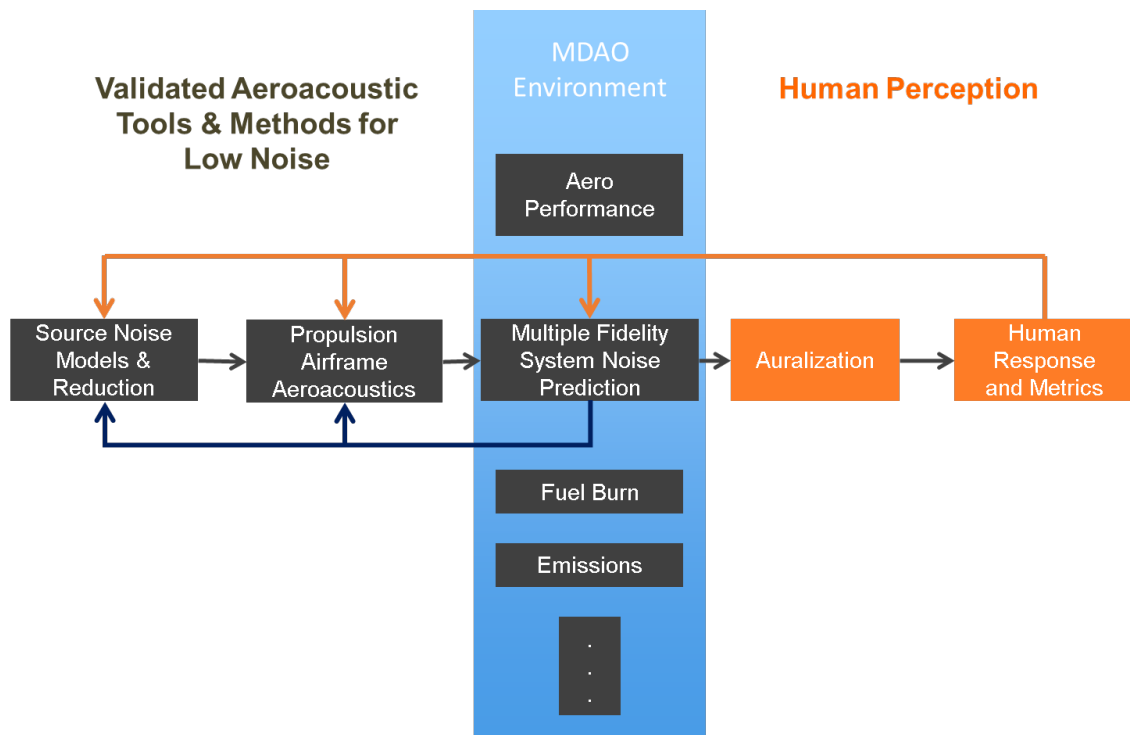 MDAO
Environment
Validated Aeroacoustic
Tools & Methods for
Low Noise
Human Perception
Aero
Performance
Source Noise
Models &
Reduction
Propulsion
Airframe
Aeroacoustics
Multiple Fidelity
System Noise
Prediction
Auralization
Human
Response
and Metrics
Fuel Burn
Emissions
.
.
.